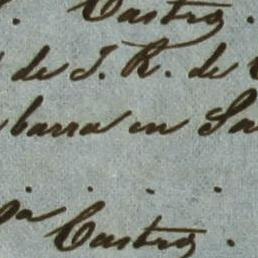 Castro.
de J. R. de
barra en Sa
Castro.